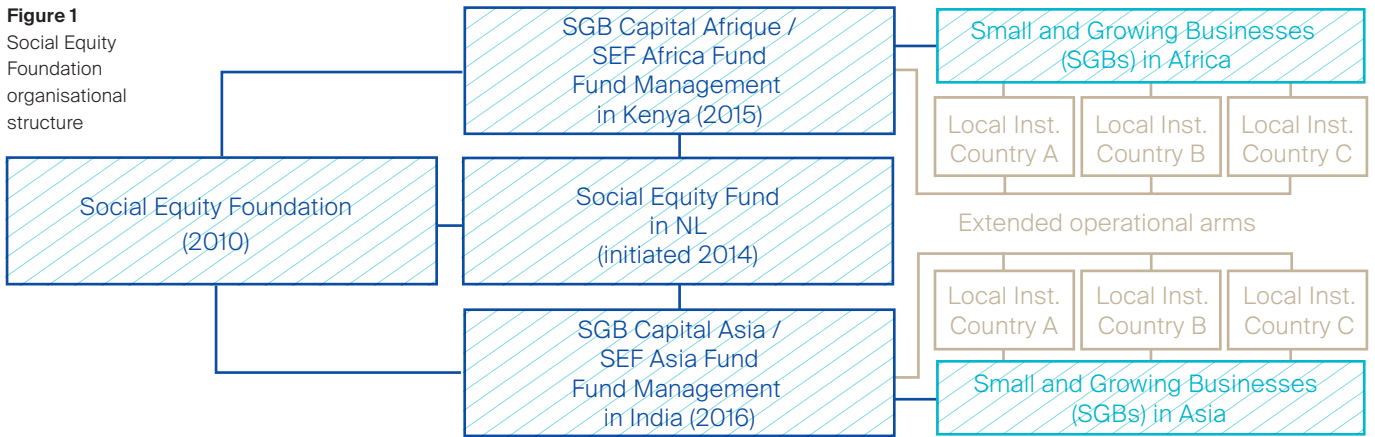 Figure 1
Social Equity
Foundation
organisational
structure
Social Equity Foundation
(2010)
SGB Capital Afrique /
SEF Africa Fund
Fund Management
in Kenya (2015)
Social Equity Fund
in NL
(initiated 2014)
SGB Capital Asia /
SEF Asia Fund
Fund Management
in India (2016)
Small and Growing Businesses
(SGBs) in Africa
Local Inst.
Country A
Local Inst.
Country B
Local Inst.
Country C
Extended operational arms
Local Inst.
Country A
Local Inst.
Country B
Local Inst.
Country C
Small and Growing Businesses
(SGBs) in Asia